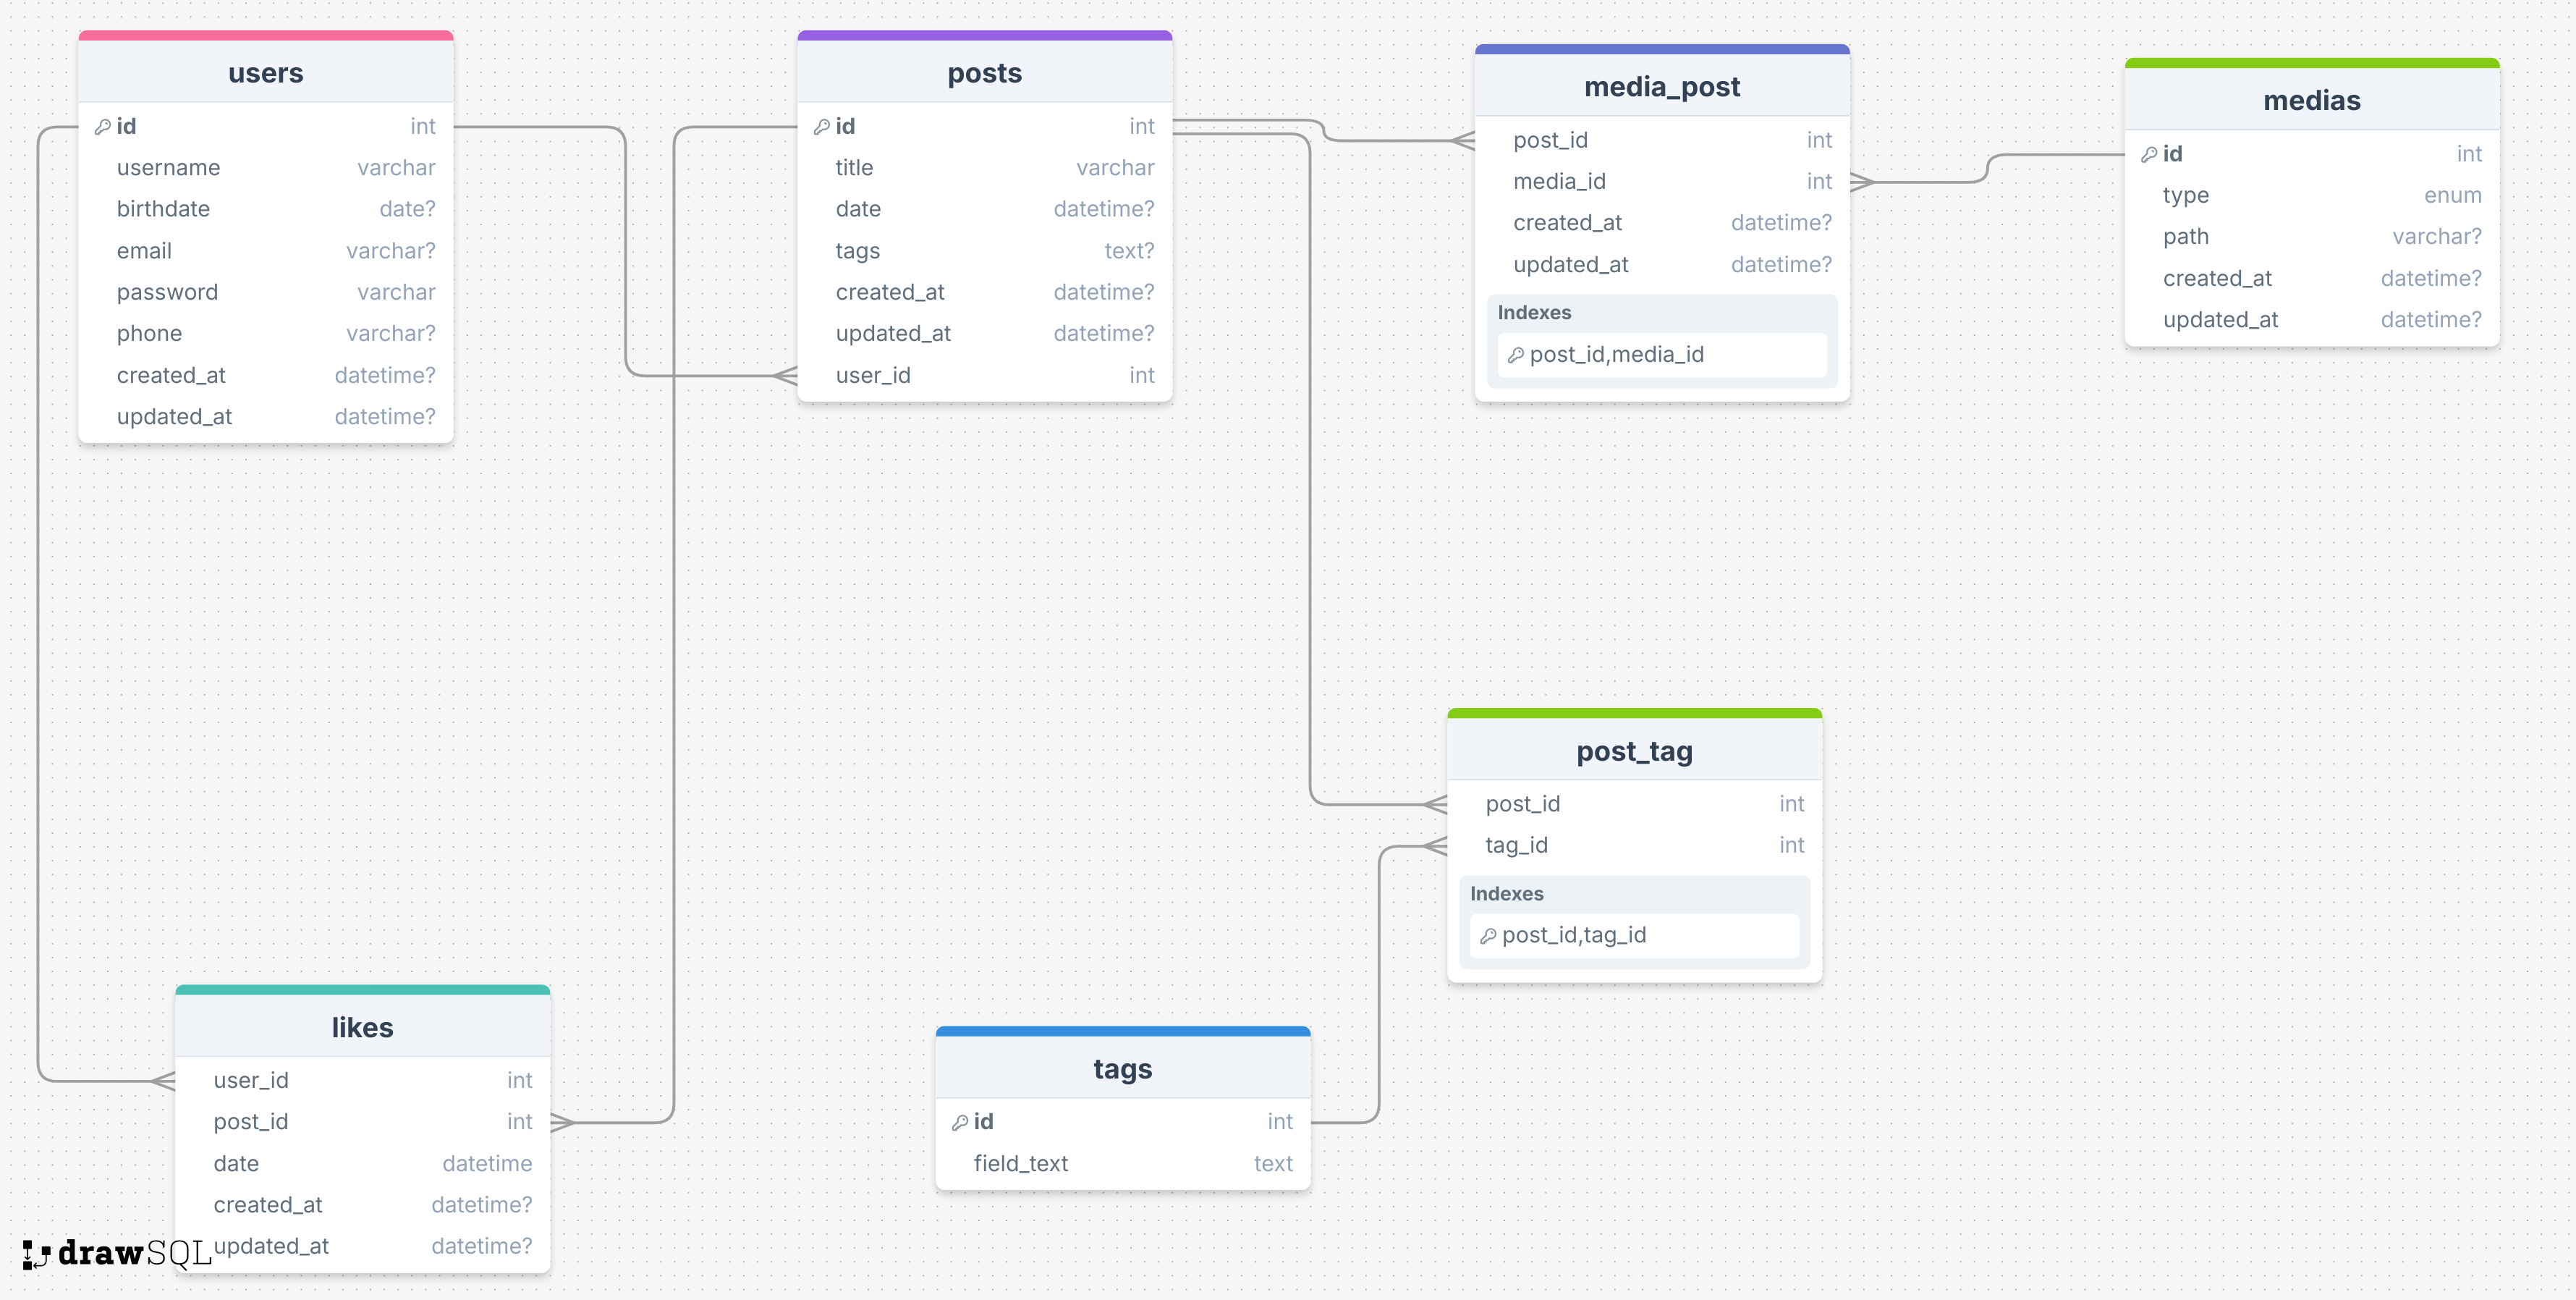 users
id int
username varchar
birthdate date?
email varchar?
password varchar
phone varchar?
created_at datetime?
updated_at datetime?
posts
id int
title varchar
date datetime?
tags text?
created_at datetime?
updated_at datetime?
user_id int
media_post
post_id int
media_id int
created_at datetime?
updated_at datetime?
Indexes
post_id,media_id
medias
id int
type enum
path varchar?
created_at datetime?
updated_at datetime?
post_tag
post_id int
tag_id int
Indexes
post_id,tag_id
likes
user_id int
post_id int
date datetime
created_at datetime?
updated_at datetime?
tags
id int
field_text text
drawSQL